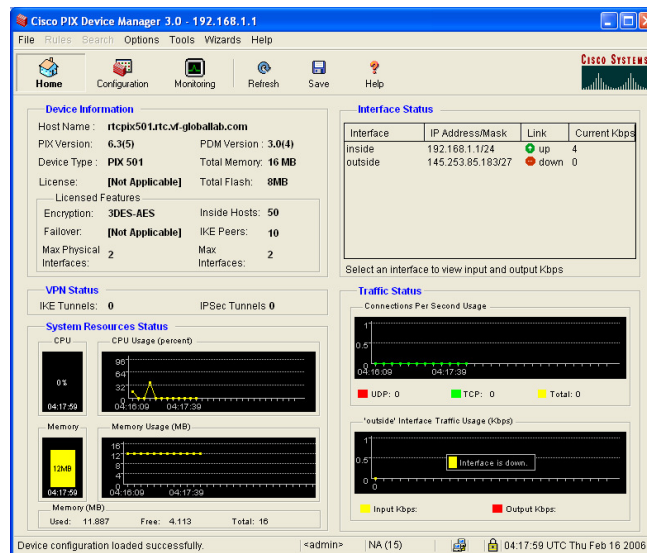 Cisco PIX Device Manager 3.0 - 192.168.1.1
File Rules Search Options Tools Wizards Help
Home Configuration Monitoring Refresh Save Help
CISCO SYSTEMS
Device Information
Host Name : rtcpix501.rtc.vf-globallab.com
PIX Version: 6.3(5) PDM Version : 3.0(4)
Device Type : PIX 501 Total Memory: 16 MB
License: [Not Applicable] Total Flash: 8MB
Licensed Features
Encryption: 3DES-AES Inside Hosts: 50
Failover: [Not Applicable] IKE Peers: 10
Max Physical Interfaces: 2 Max Interfaces: 2
Interface Status
Interface IP Address/Mask Link Current Kbps
inside 192.168.1.1/24 up 4
outside 145.253.85.183/27 down 0
Select an interface to view input and output Kbps
VPN Status
IKE Tunnels: 0 IPSec Tunnels 0
System Resources Status
CPU
0%
04:17:59
CPU Usage (percent)
96
64
32
0
04:16:09 04:17:39
Memory
12MB
04:17:59
Memory Usage (MB)
16
12
8
4
0
04:16:09 04:17:39
Memory (MB)
Used: 11.887 Free: 4.113 Total: 16
Traffic Status
Connections Per Second Usage
1
0.5
0
04:16:09 04:17:39
UDP: 0 TCP: 0 Total: 0
'outside' Interface Traffic Usage (Kbps)
1
0.5
0
0
Interface is down.
Input Kbps: Output Kbps:
Device configuration loaded successfully. <admin> NA (15) 04:17:59 UTC Thu Feb 16 2006